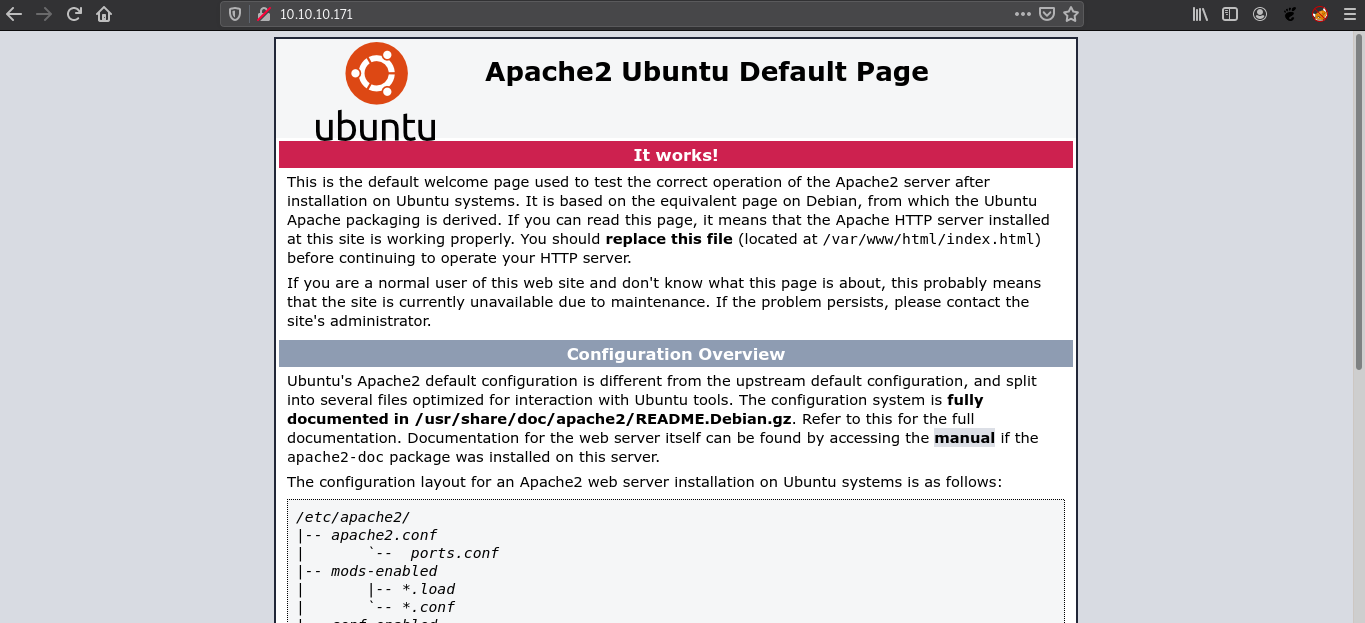 10.10.10.171
ubuntu
Apache2 Ubuntu Default Page
It works!
This is the default welcome page used to test the correct operation of the Apache2 server after
installation on Ubuntu systems. It is based on the equivalent page on Debian, from which the Ubuntu
Apache packaging is derived. If you can read this page, it means that the Apache HTTP server installed
at this site is working properly. You should replace this file (located at /var/www/html/index.html)
before continuing to operate your HTTP server.
If you are a normal user of this web site and don't know what this page is about, this probably means
that the site is currently unavailable due to maintenance. If the problem persists, please contact the
site's administrator.
Configuration Overview
Ubuntu's Apache2 default configuration is different from the upstream default configuration, and split
into several files optimized for interaction with Ubuntu tools. The configuration system is fully
documented in /usr/share/doc/apache2/README.Debian.gz. Refer to this for the full
documentation. Documentation for the web server itself can be found by accessing the manual if the
apache2-doc package was installed on this server.
The configuration layout for an Apache2 web server installation on Ubuntu systems is as follows:
/etc/apache2/
|-- apache2.conf
|       `--  ports.conf
|-- mods-enabled
|       |-- *.load
|       `-- *.conf